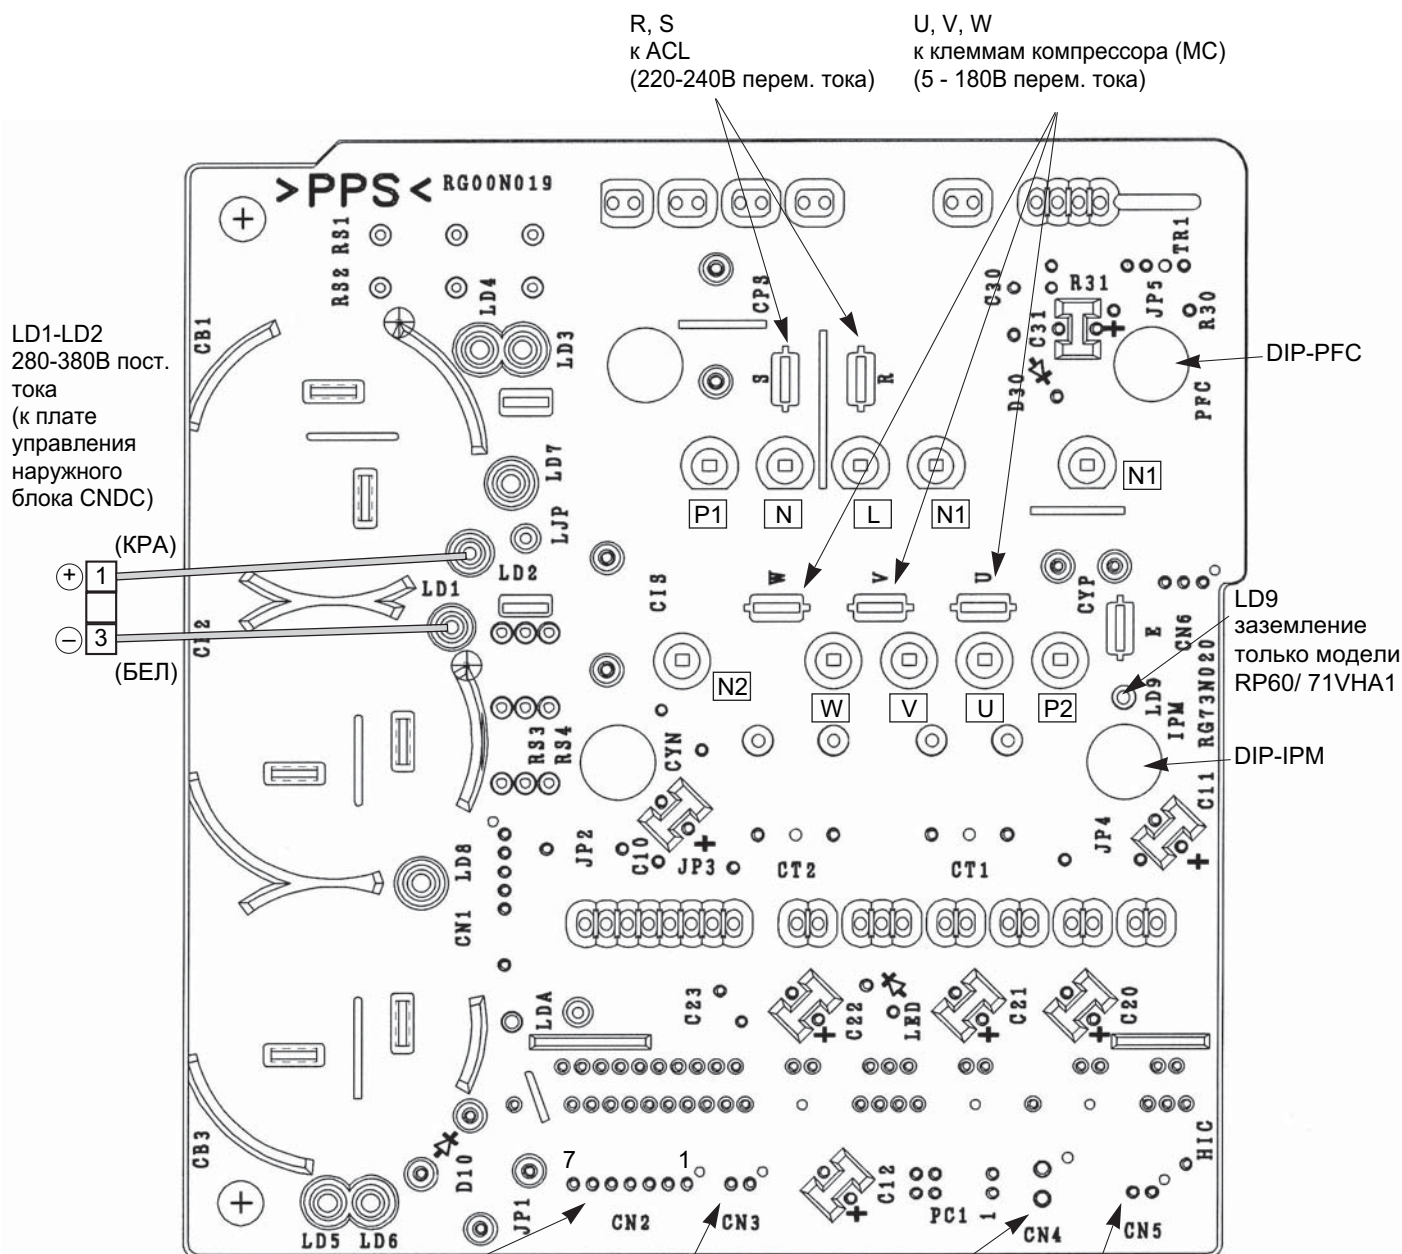 R, S
к ACL
(220-240В перем. тока)
U, V, W
к клеммам компрессора (МС)
(5 - 180В перем. тока)
>PPS<
RG00N019
RS1
RS2
LD4
LD3
CB1
CPS
S
R
C30
R31
C31
D30
JP5
TR1
R30
PFC
DIP-PFC
LD1-LD2
280-380В пост.
тока
(к плате
управления
наружного
блока CNDC)
LD7
LJP
P1
N
L
N1
N1
(КРА)
+
1
LD2
LD1
–
3
(БЕЛ)
CIS
W
V
U
CYP
E
CN6
LD9
заземление
только модели
RP60/ 71VHA1
N2
W
V
U
P2
LD9
IPM
RG73N020
RS3
RS4
CYN
DIP-IPM
C11
JP4
JP2
C10
JP3
CT2
CT1
LD8
CN1
LDA
C23
C22
LED
C21
C20
CB3
D10
JP1
7
1
CN2
CN3
C12
PC1
1
CN4
CN5
HIC
LD5
LD6